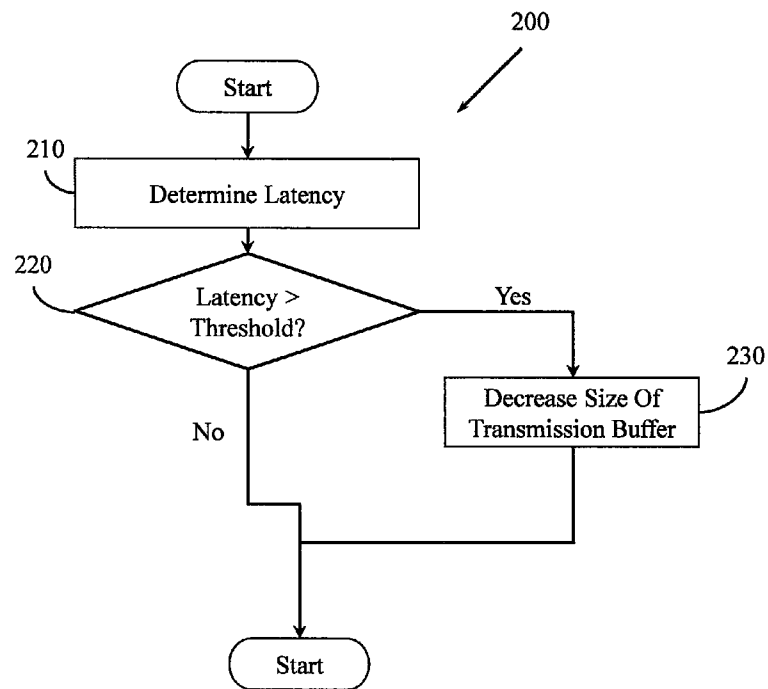 200
Start
210
Determine Latency
220
Latency >
Threshold?
Yes
230
Decrease Size Of
Transmission Buffer
No
Start